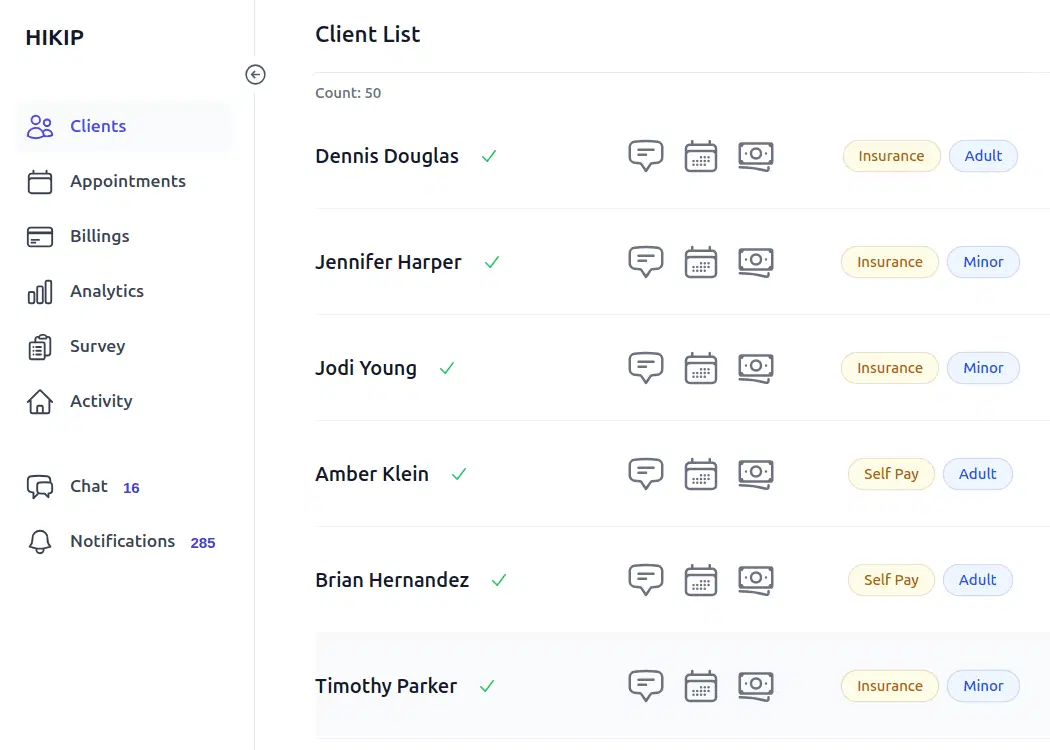 HIKIP
Clients
Appointments
Billings
Analytics
Survey
Activity
Chat 16
Notifications 285
Client List
Count: 50
Dennis Douglas Insurance Adult
Jennifer Harper Insurance Minor
Jodi Young Insurance Minor
Amber Klein Self Pay Adult
Brian Hernandez Self Pay Adult
Timothy Parker Insurance Minor